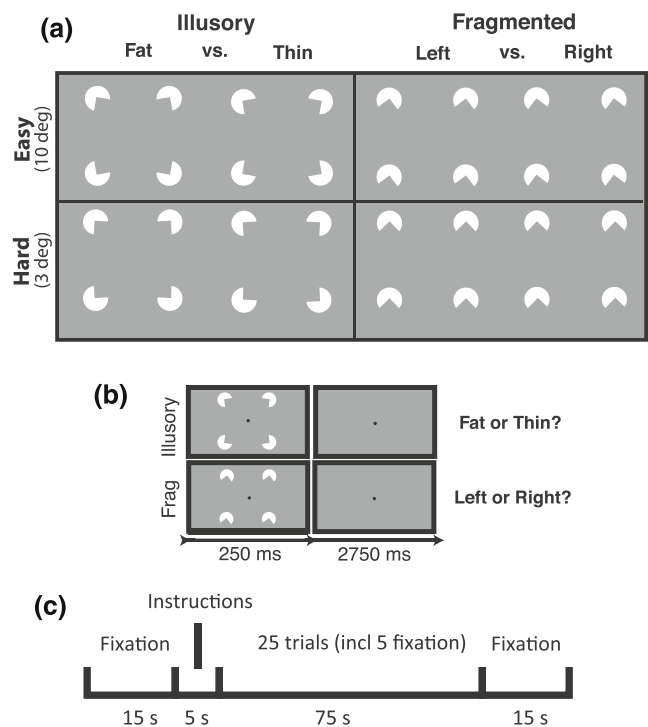 (a)
Illusory Fragmented
Fat vs. Thin Left vs. Right
Easy
(10 deg)
Hard
(3 deg)
(b)
Illusory
Fat or Thin?
Frag
Left or Right?
250 ms 2750 ms
(c)
Instructions
Fixation 25 trials (incl 5 fixation) Fixation
15 s 5 s 75 s 15 s